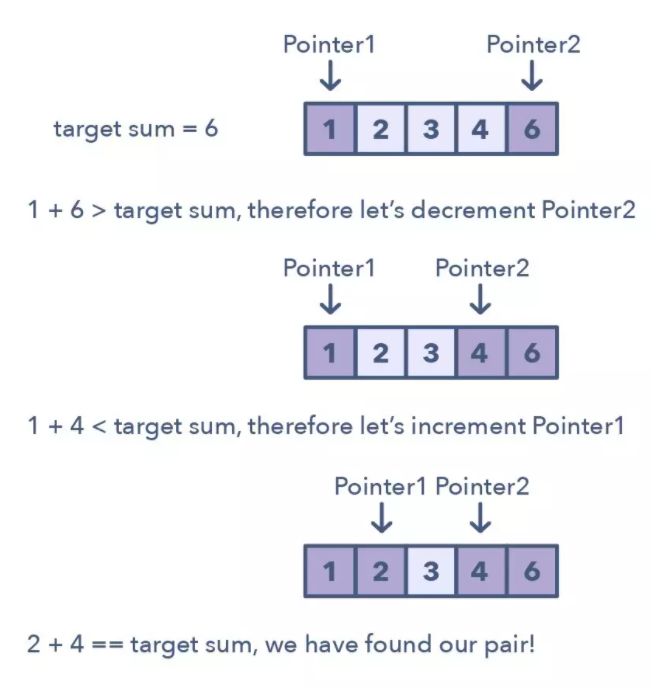 Pointer1 Pointer2
target sum = 6 1 2 3 4 6
1 + 6 > target sum, therefore let's decrement Pointer2
Pointer1 Pointer2
1 2 3 4 6
1 + 4 < target sum, therefore let's increment Pointer1
Pointer1 Pointer2
1 2 3 4 6
2 + 4 == target sum, we have found our pair!